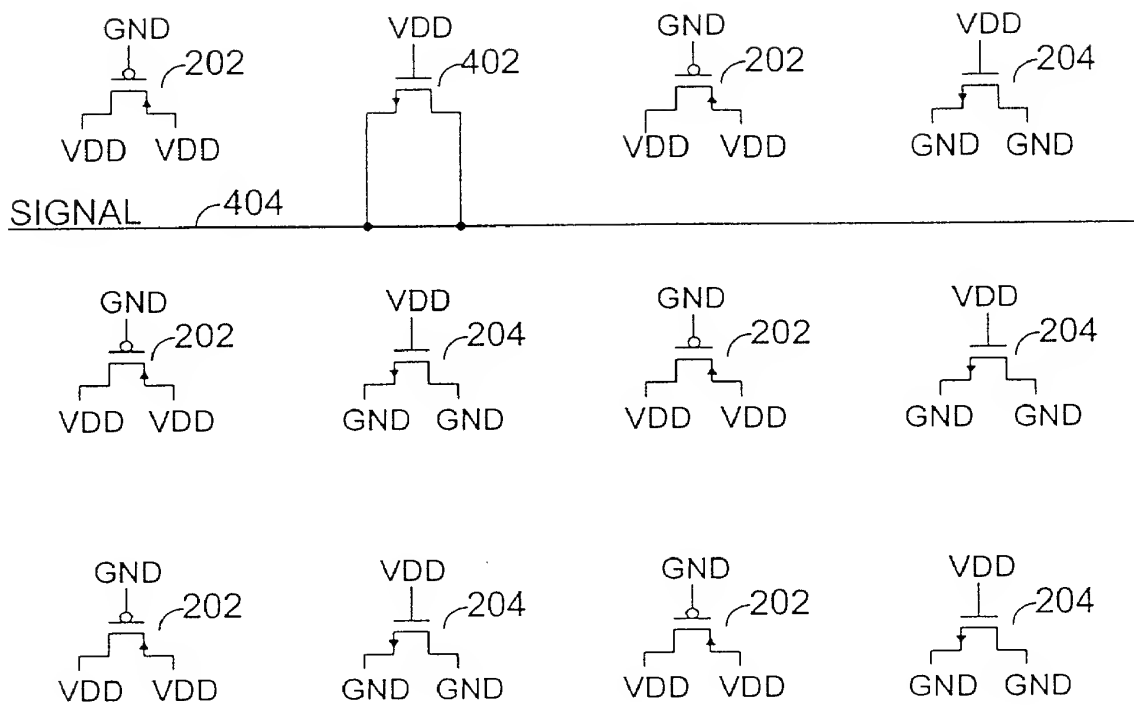 GND VDD GND VDD
202 402 202 204
VDD VDD VDD VDD GND GND
SIGNAL 404
GND VDD GND VDD
202 204 202 204
VDD VDD GND GND VDD VDD GND GND
GND VDD GND VDD
202 204 202 204
VDD VDD GND GND VDD VDD GND GND